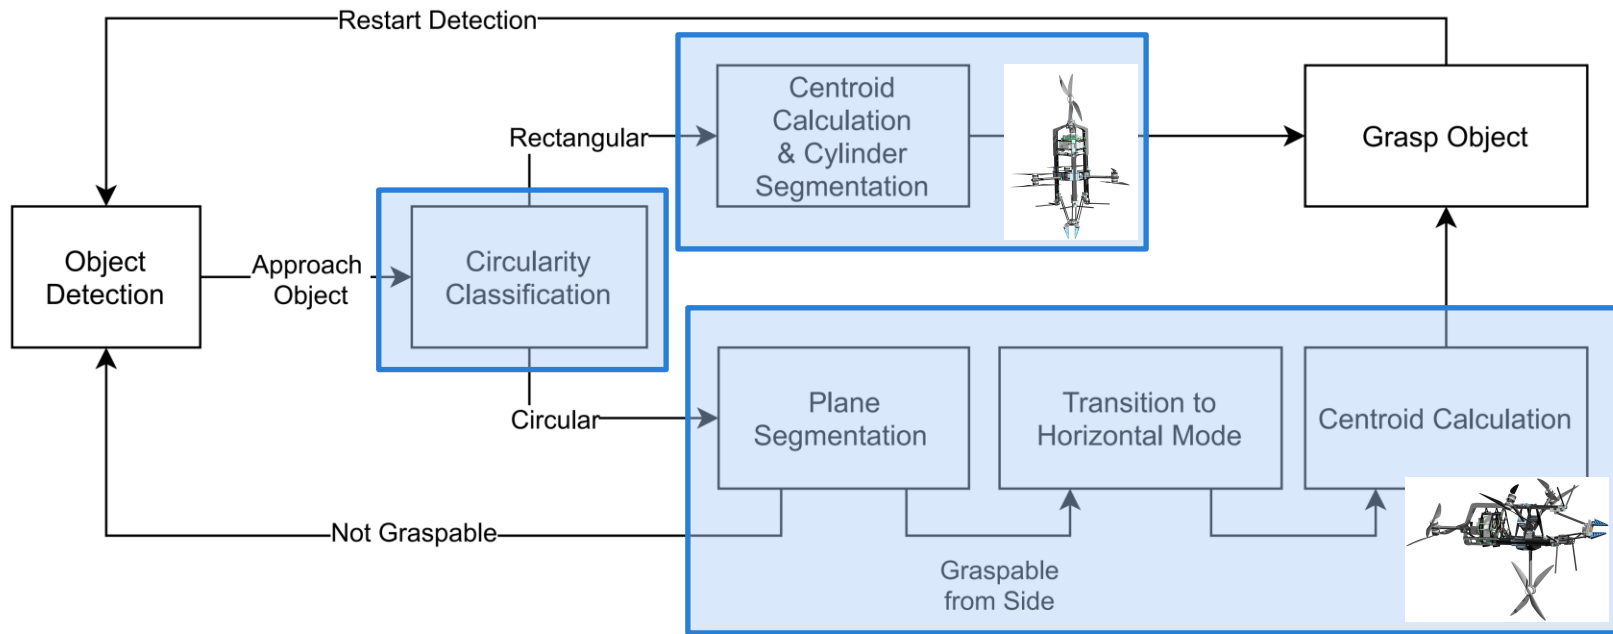 Restart Detection
Centroid
Calculation
& Cylinder
Segmentation
Rectangular
Grasp Object
Object
Detection
Approach
Object
Circularity
Classification
Circular
Plane
Segmentation
Transition to
Horizontal Mode
Centroid Calculation
Not Graspable
Graspable
from Side